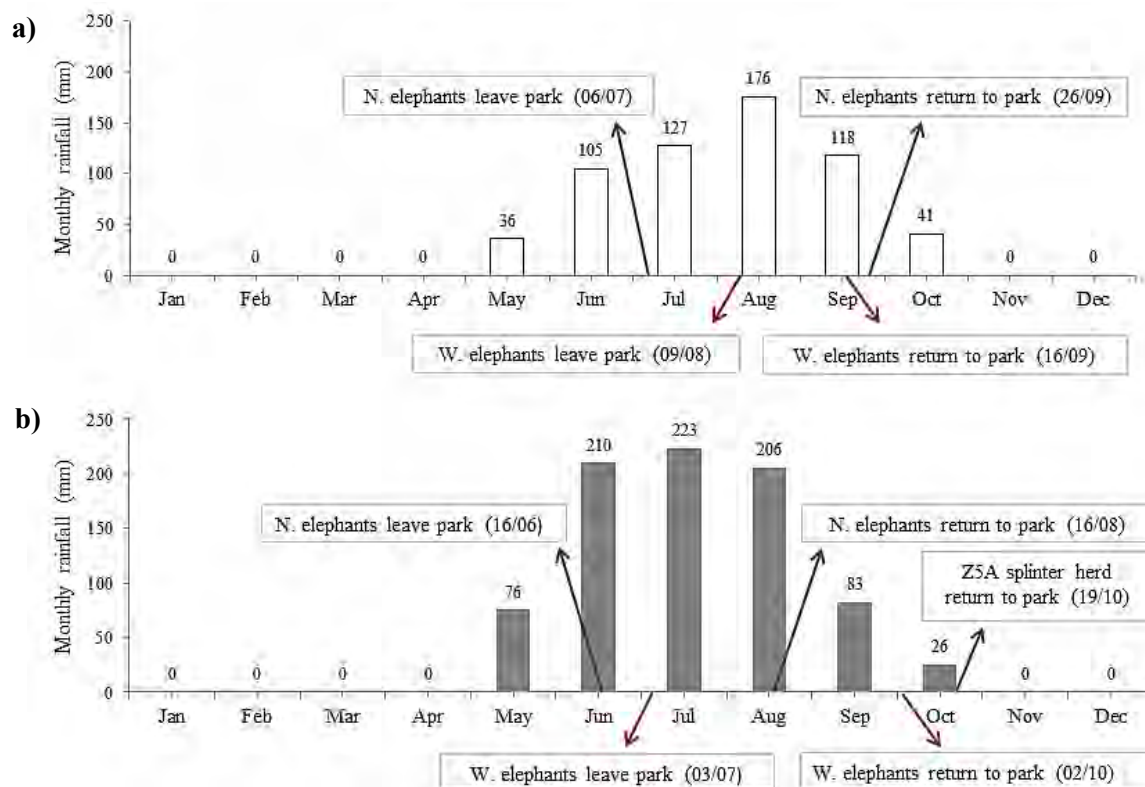 a)
Monthly rainfall (mm)
250
200
150
100
50
0
N. elephants leave park (06/07)
N. elephants return to park (26/09)
0 0 0 0 36 105 127 176 118 41 0 0
Jan Feb Mar Apr May Jun Jul Aug Sep Oct Nov Dec
W. elephants leave park (09/08)
W. elephants return to park (16/09)
b)
Monthly rainfall (mm)
250
200
150
100
50
0
N. elephants leave park (16/06)
N. elephants return to park (16/08)
Z5A splinter herd
return to park (19/10)
0 0 0 0 76 210 223 206 83 26 0 0
Jan Feb Mar Apr May Jun Jul Aug Sep Oct Nov Dec
W. elephants leave park (03/07)
W. elephants return to park (02/10)